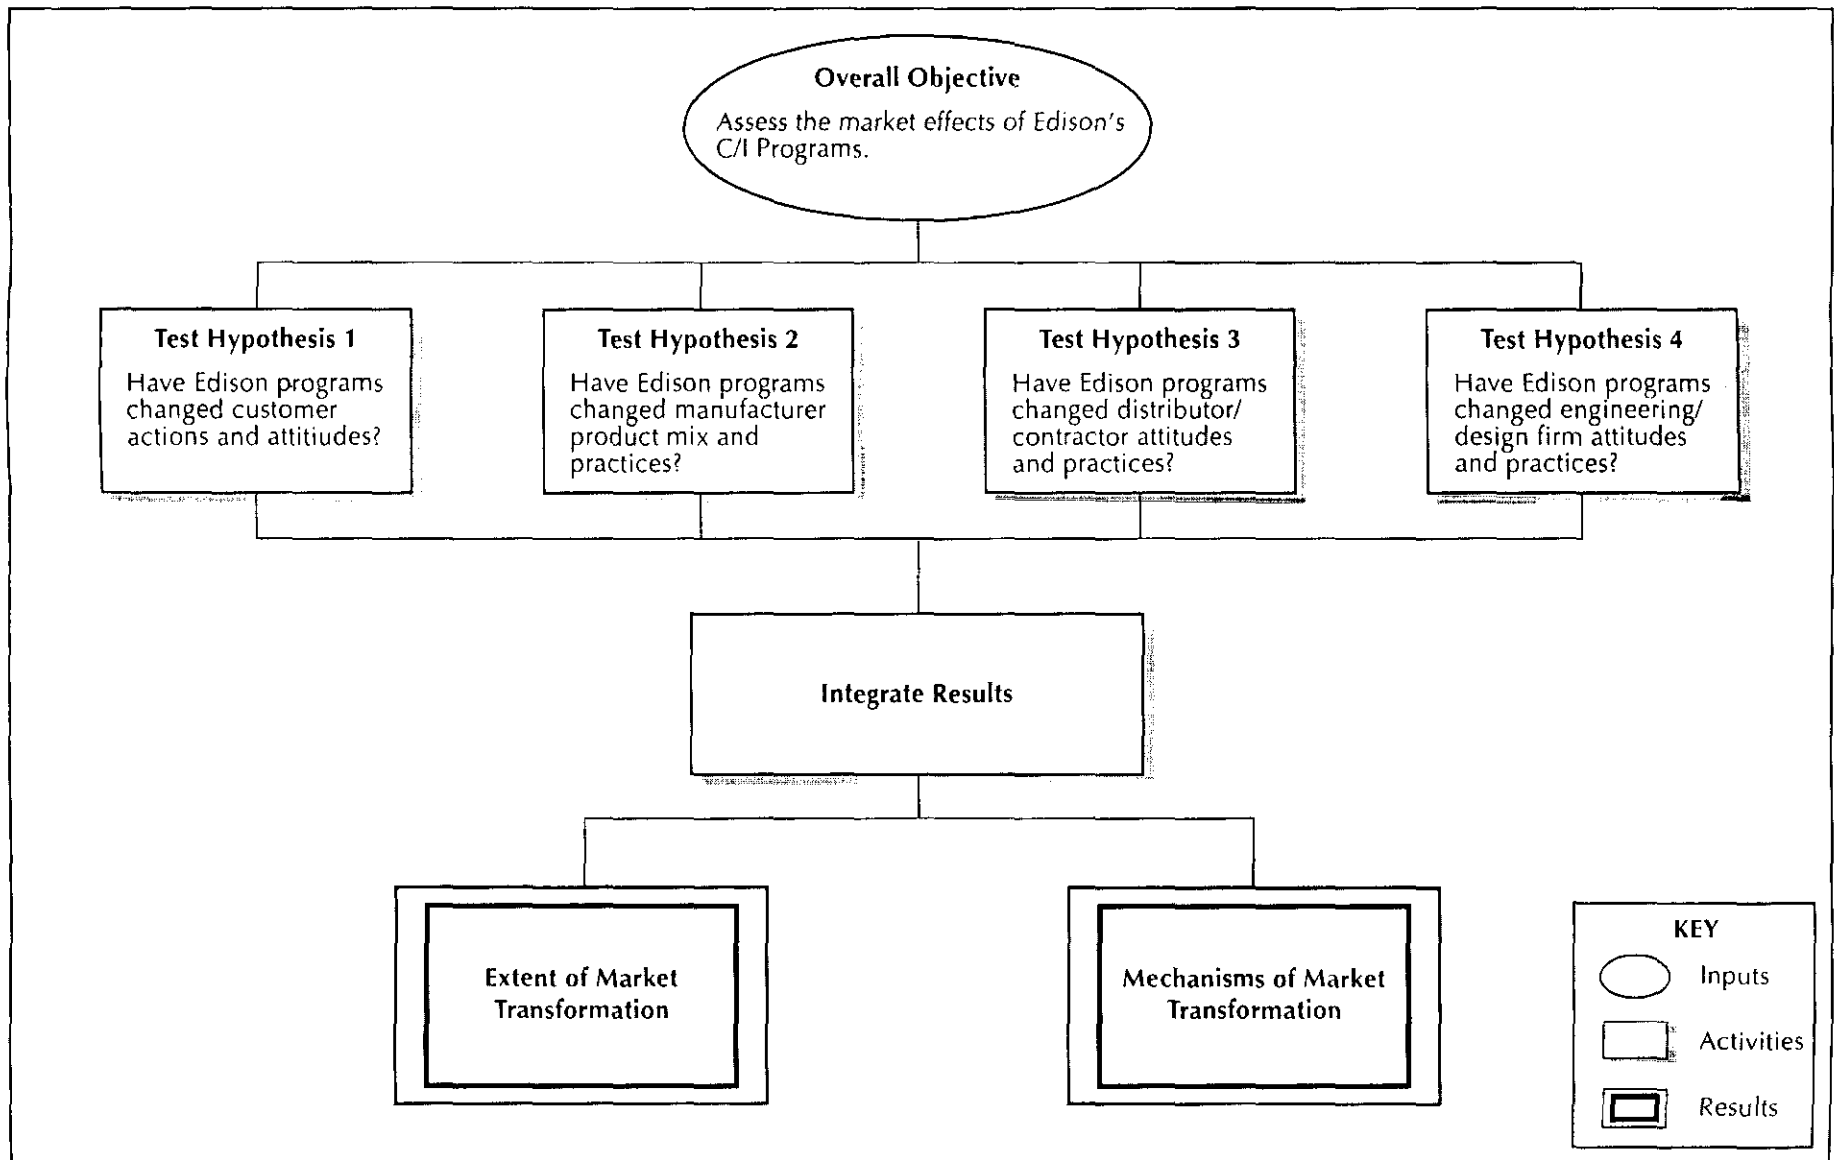 Overall Objective
Assess the market effects of Edison's
C/I Programs.
Test Hypothesis 1
Have Edison programs
changed customer
actions and attitiudes?
Test Hypothesis 2
Have Edison programs
changed manufacturer
product mix and
practices?
Test Hypothesis 3
Have Edison programs
changed distributor/
contractor attitudes
and practices?
Test Hypothesis 4
Have Edison programs
changed engineering/
design firm attitudes
and practices?
Integrate Results
Extent of Market
Transformation
Mechanisms of Market
Transformation
KEY
Inputs
Activities
Results